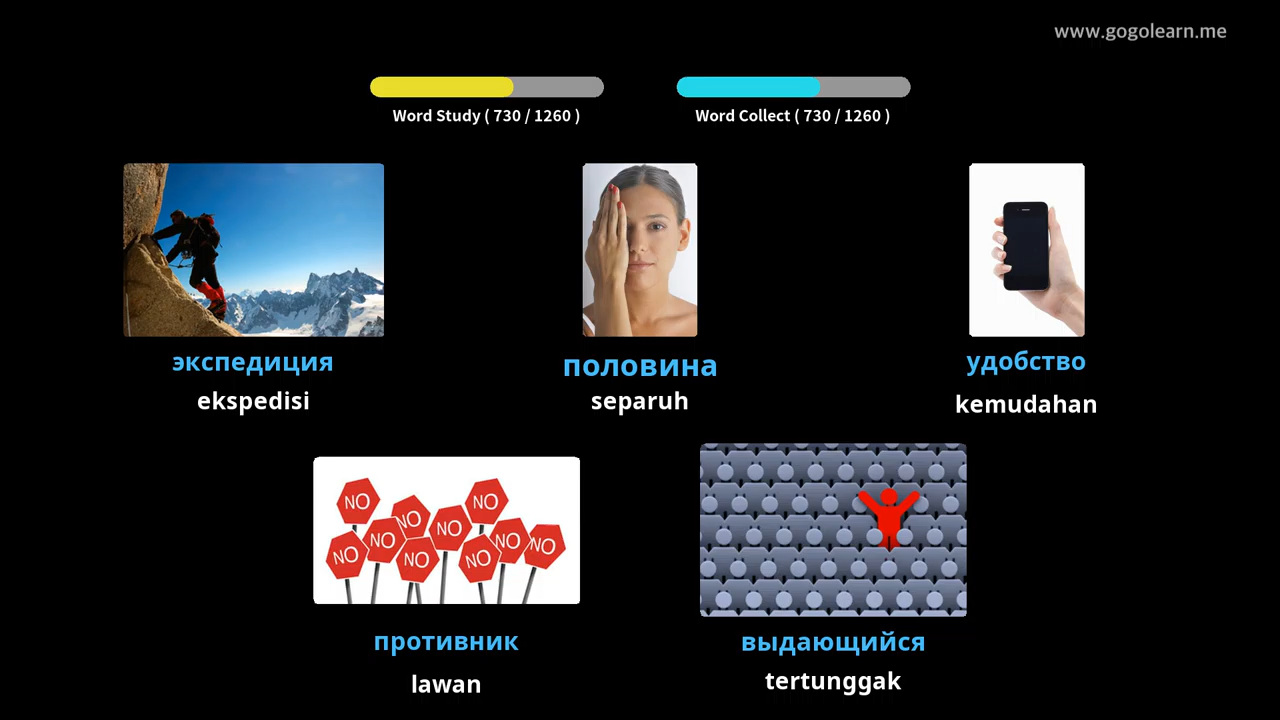 www.gogolearn.me
Word Study ( 730 / 1260 )
Word Collect ( 730 / 1260 )
экспедиция
ekspedisi
половина
separuh
удобство
kemudahan
NO
NO
NO
NO
NO
NO
NO
NO
NO
NO
противник
lawan
выдающийся
tertunggak